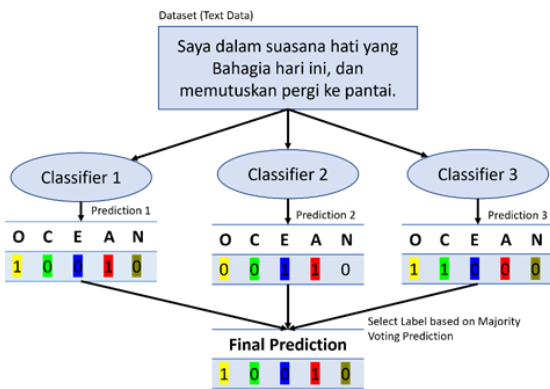 Dataset (Text Data)
Saya dalam suasana hati yang
Bahagia hari ini, dan
memutuskan pergi ke pantai.
Classifier 1
Classifier 2
Classifier 3
Prediction 1
Prediction 2
Prediction 3
O C E A N
O C E A N
O C E A N
1 0 0 1 0
0 0 1 1 0
1 1 0 0 0
Select Label based on Majority
Voting Prediction
Final Prediction
1 0 0 1 0